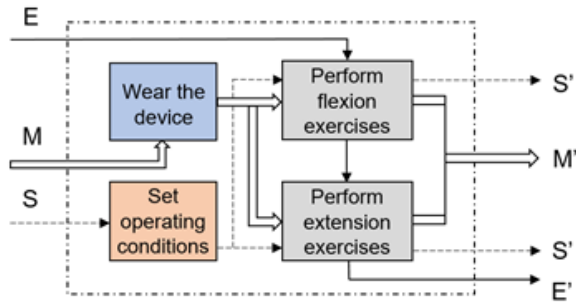 E
Wear the
device
Perform
flexion
exercises
S'
M
M'
S
Set
operating
conditions
Perform
extension
exercises
S'
E'